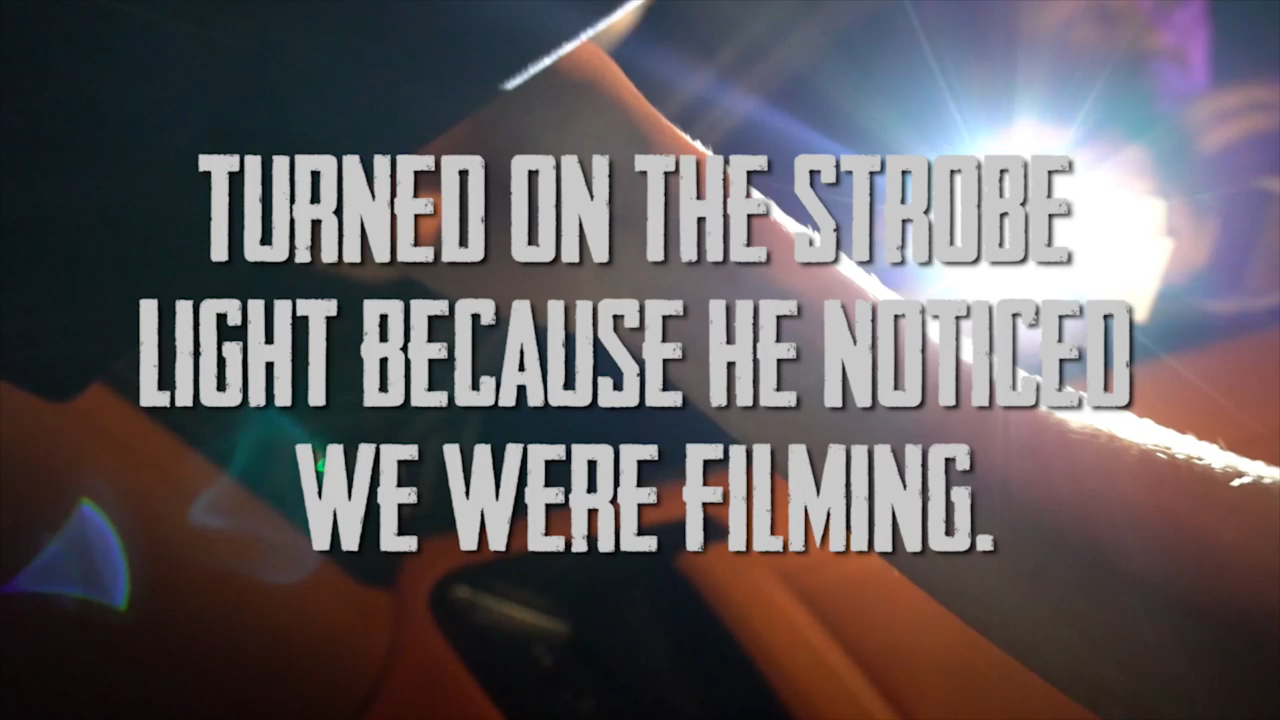 TURNED ON THE STROBE
LIGHT BECAUSE HE NOTICED
WE WERE FILMING.